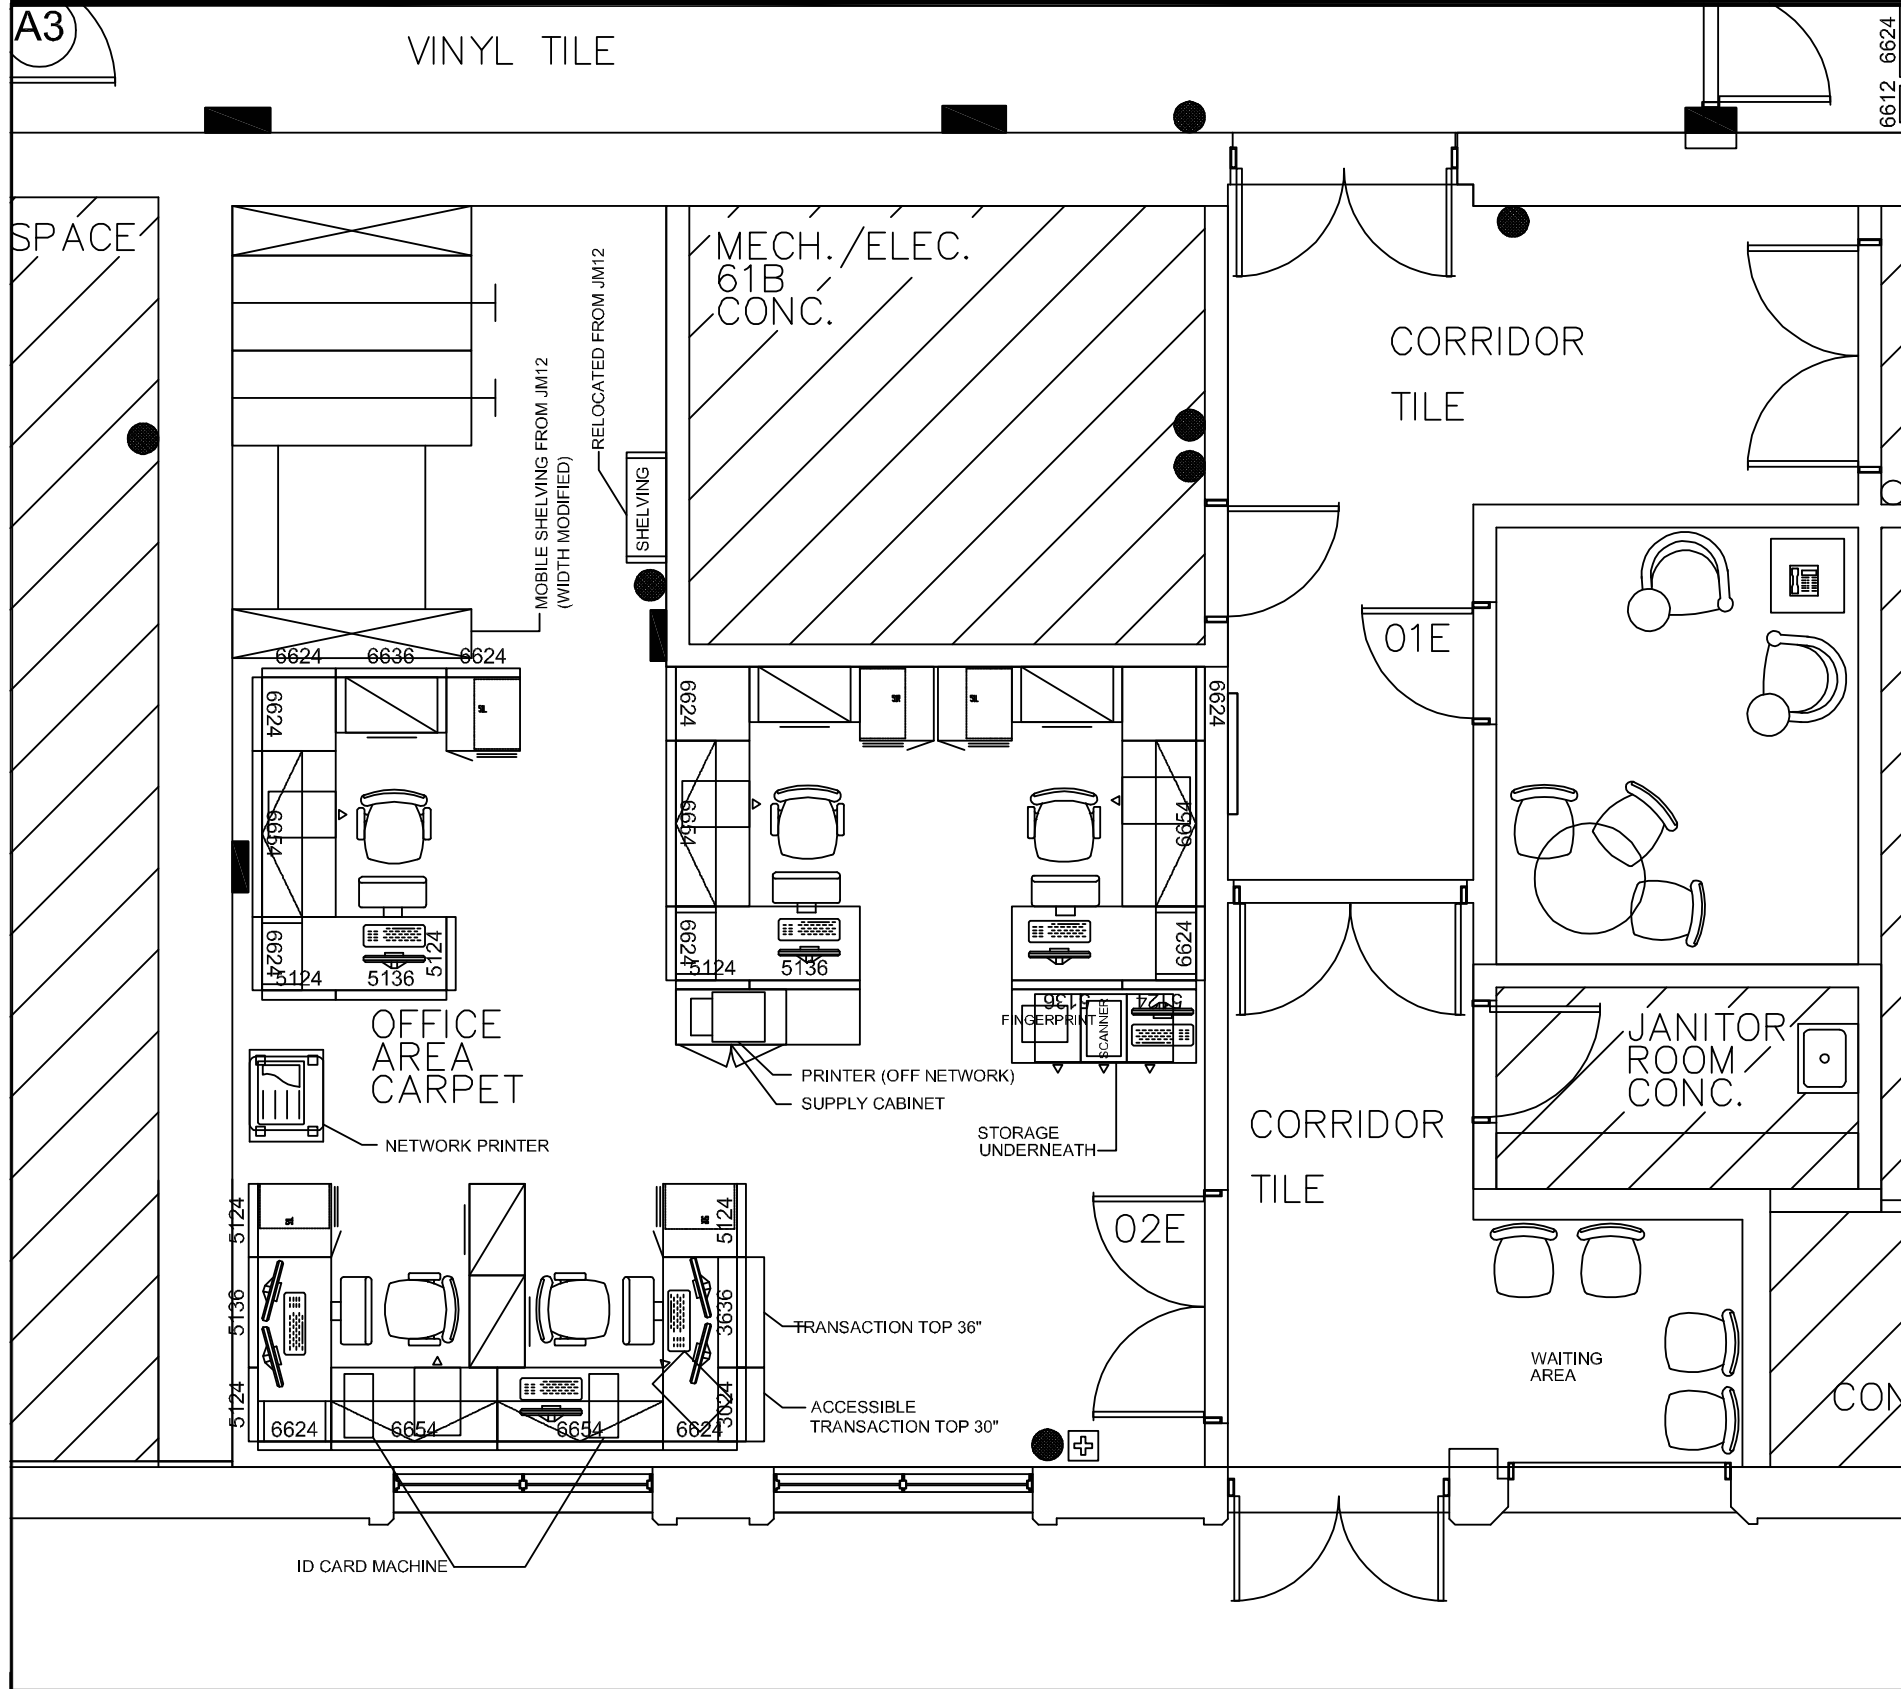 A3
VINYL TILE
6624
6612
SPACE
MECH./ELEC.
61B
CONC.
RELOCATED FROM JM12
MOBILE SHELVING FROM JM12
(WIDTH MODIFIED)
SHELVING
CORRIDOR
TILE
01E
6624
6636
6624
6624
6654
6624
5124
5136
5124
6624
6654
6624
5124
5136
6624
6654
6624
5136
5124
FINGERPRINT
SCANNER
OFFICE
AREA
CARPET
PRINTER (OFF NETWORK)
SUPPLY CABINET
NETWORK PRINTER
STORAGE
UNDERNEATH
JANITOR
ROOM
CONC.
CORRIDOR
TILE
02E
5124
5136
5124
6624
6654
6654
6624
5124
3636
3024
TRANSACTION TOP 36"
ACCESSIBLE
TRANSACTION TOP 30"
WAITING
AREA
CON
ID CARD MACHINE